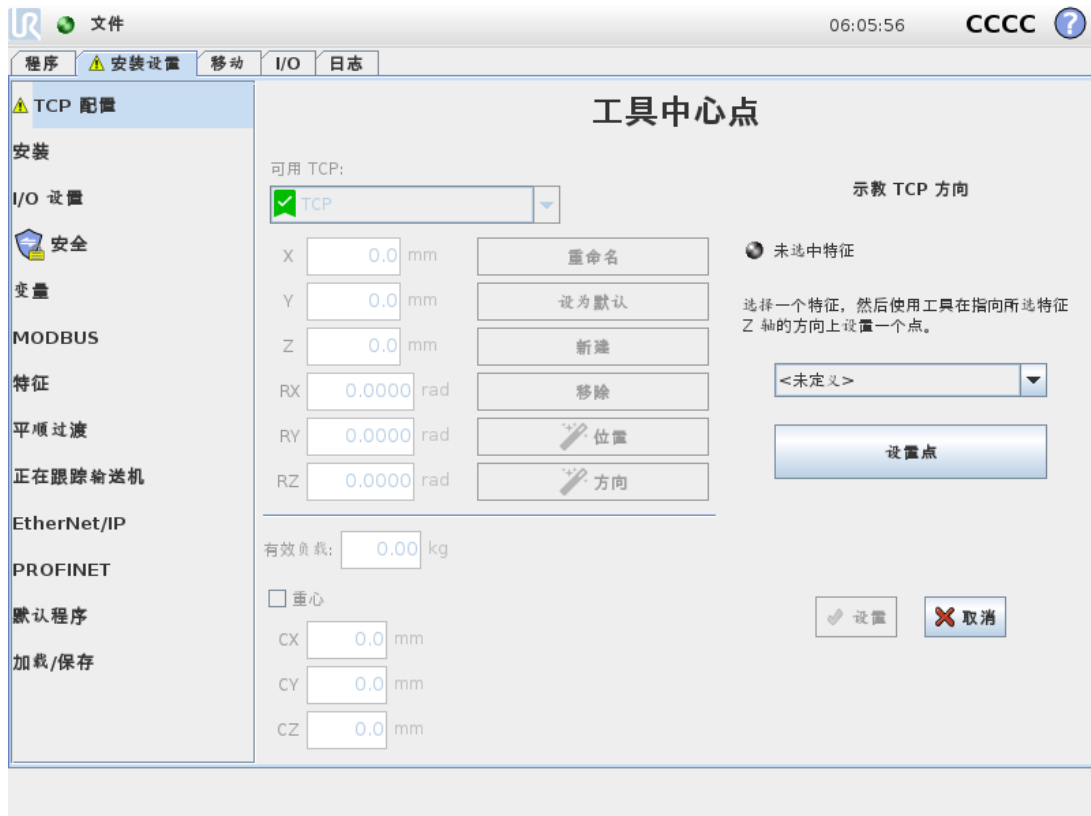 UR 文件 06:05:56 CCCC ?
程序 安装设置 移动 I/O 日志
TCP 配置
安装
I/O 设置
安全
变量
MODBUS
特征
平顺过渡
正在跟踪输送机
EtherNet/IP
PROFINET
默认程序
加载/保存
工具中心点
可用 TCP:
TCP
X 0.0 mm 重命名
Y 0.0 mm 设为默认
Z 0.0 mm 新建
RX 0.0000 rad 移除
RY 0.0000 rad 位置
RZ 0.0000 rad 方向
有效负载: 0.00 kg
重心
CX 0.0 mm
CY 0.0 mm
CZ 0.0 mm
示教 TCP 方向
未选中特征
选择一个特征，然后使用工具在指向所选特征
Z 轴的方向上设置一个点。
<未定义>
设置点
设置 取消